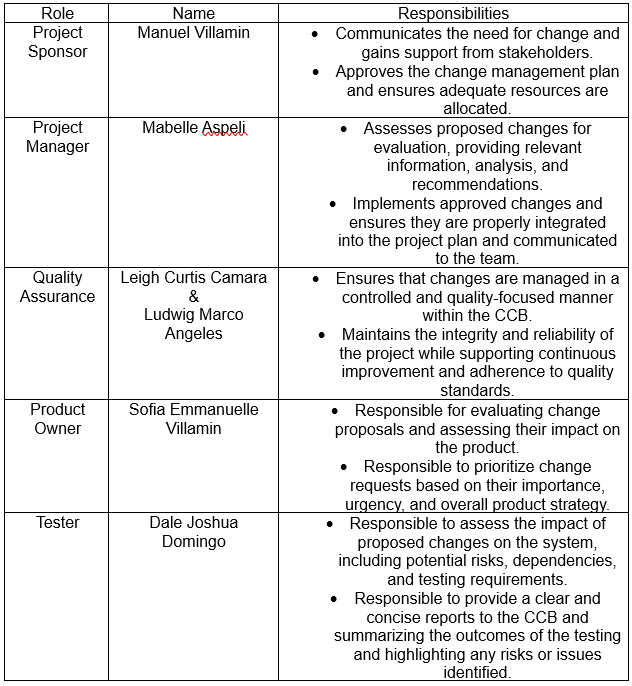 Role Name Responsibilities
Project Sponsor
Manuel Villamin
• Communicates the need for change and
gains support from stakeholders.
• Approves the change management plan
and ensures adequate resources are
allocated.
Project
Manager
Mabelle Aspeli
• Assesses proposed changes for
evaluation, providing relevant
information, analysis, and
recommendations.
• Implements approved changes and
ensures they are properly integrated
into the project plan and communicated
to the team.
Quality
Assurance
Leigh Curtis Camara
&
Ludwig Marco
Angeles
• Ensures that changes are managed in a
controlled and quality-focused manner
within the CCB.
• Maintains the integrity and reliability of
the project while supporting continuous
improvement and adherence to quality
standards.
Product
Owner
Sofia Emmanuelle
Villamin
• Responsible for evaluating change
proposals and assessing their impact on
the product.
• Responsible to prioritize change
requests based on their importance,
urgency, and overall product strategy.
Tester
Dale Joshua
Domingo
• Responsible to assess the impact of
proposed changes on the system,
including potential risks, dependencies,
and testing requirements.
• Responsible to provide a clear and
concise reports to the CCB and
summarizing the outcomes of the testing
and highlighting any risks or issues
identified.